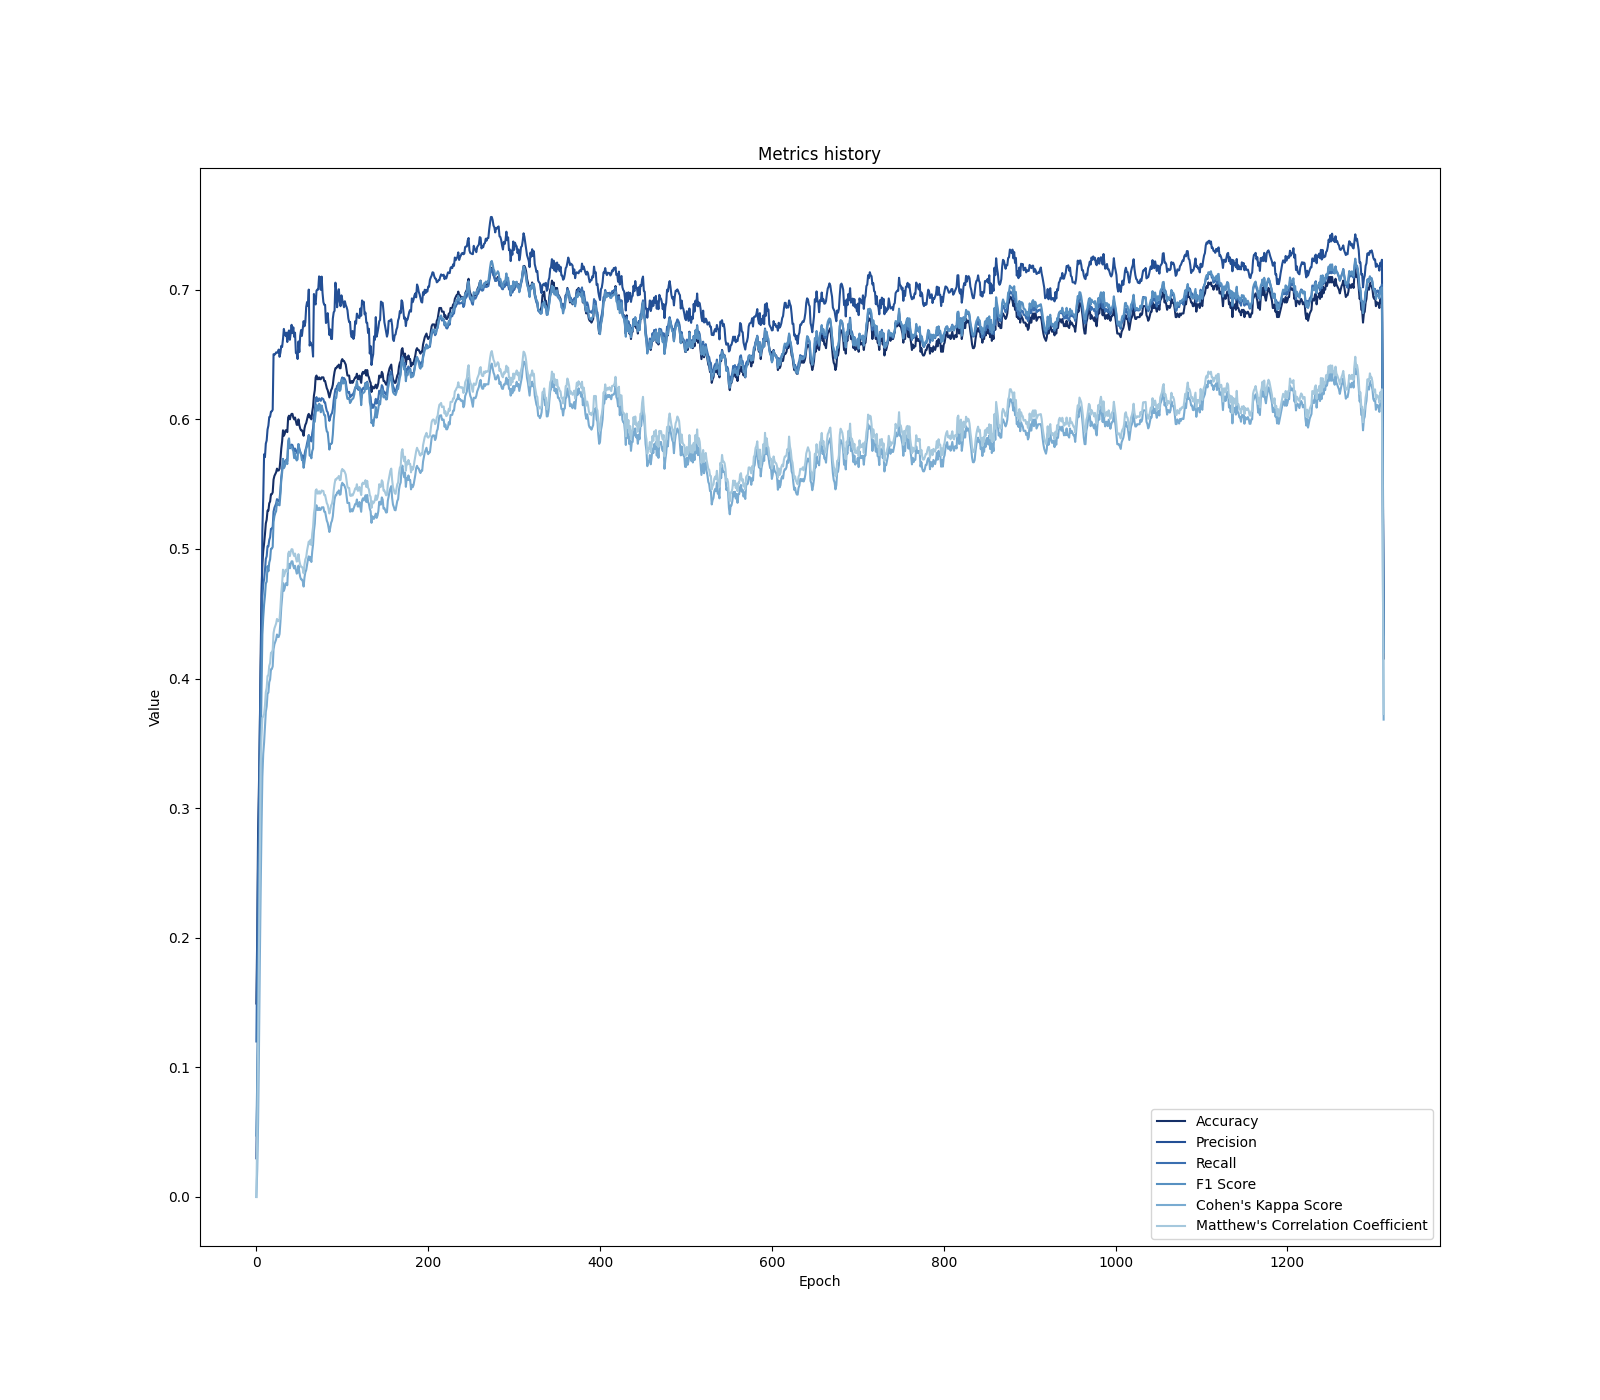 Metrics history
Value
0.7
0.6
0.5
0.4
0.3
0.2
0.1
0.0
0 200 400 600 800 1000 1200
Epoch
Accuracy
Precision
Recall
F1 Score
Cohen's Kappa Score
Matthew's Correlation Coefficient